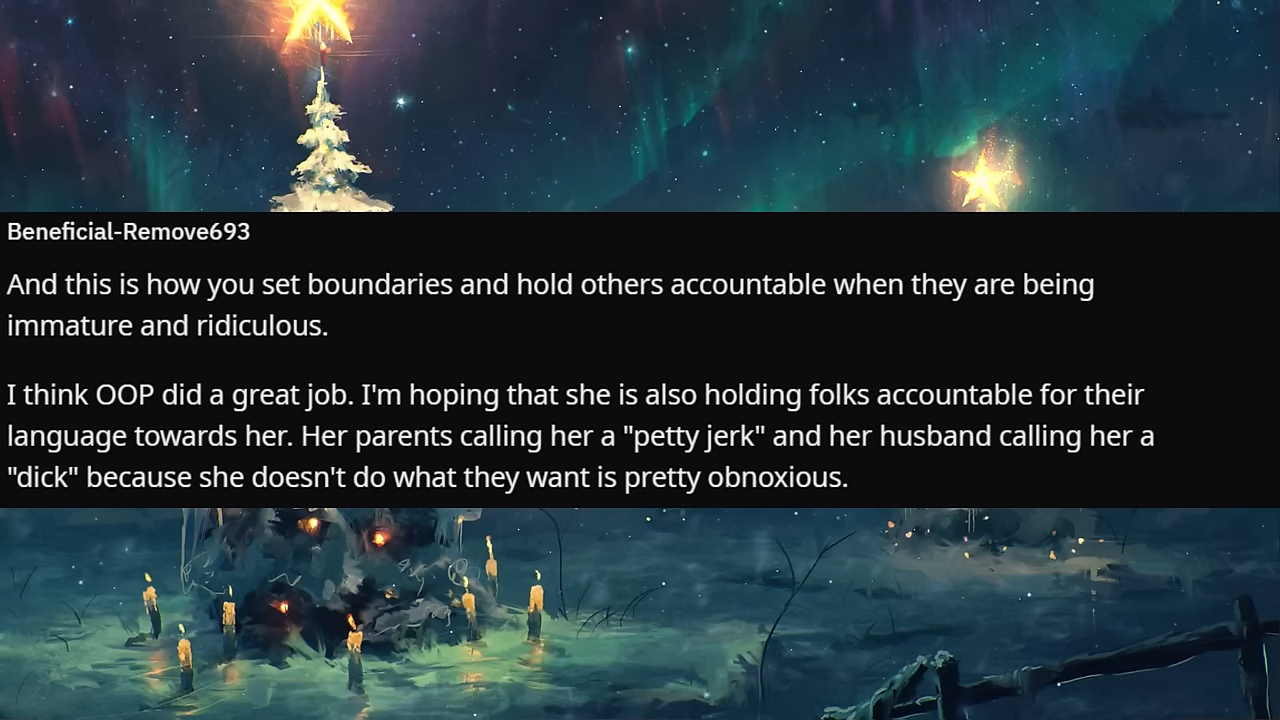 Beneficial-Remove693
And this is how you set boundaries and hold others accountable when they are being
immature and ridiculous.
I think OOP did a great job. I'm hoping that she is also holding folks accountable for their
language towards her. Her parents calling her a "petty jerk" and her husband calling her a
"dick" because she doesn't do what they want is pretty obnoxious.